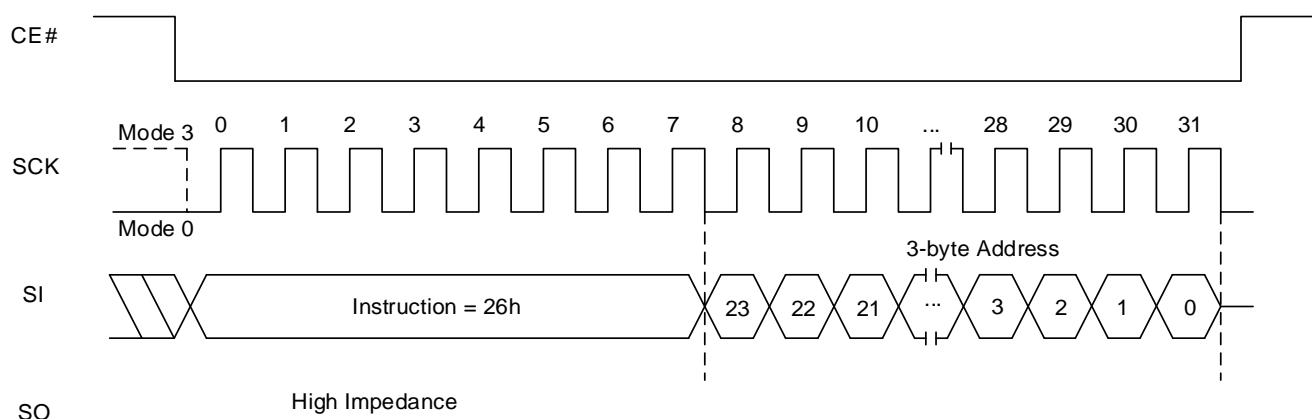 CE#
Mode 3
0 1 2 3 4 5 6 7 8 9 10 ... 28 29 30 31
SCK
Mode 0
3-byte Address
SI
Instruction = 26h
23 22 21 ... 3 2 1 0
High Impedance
SO